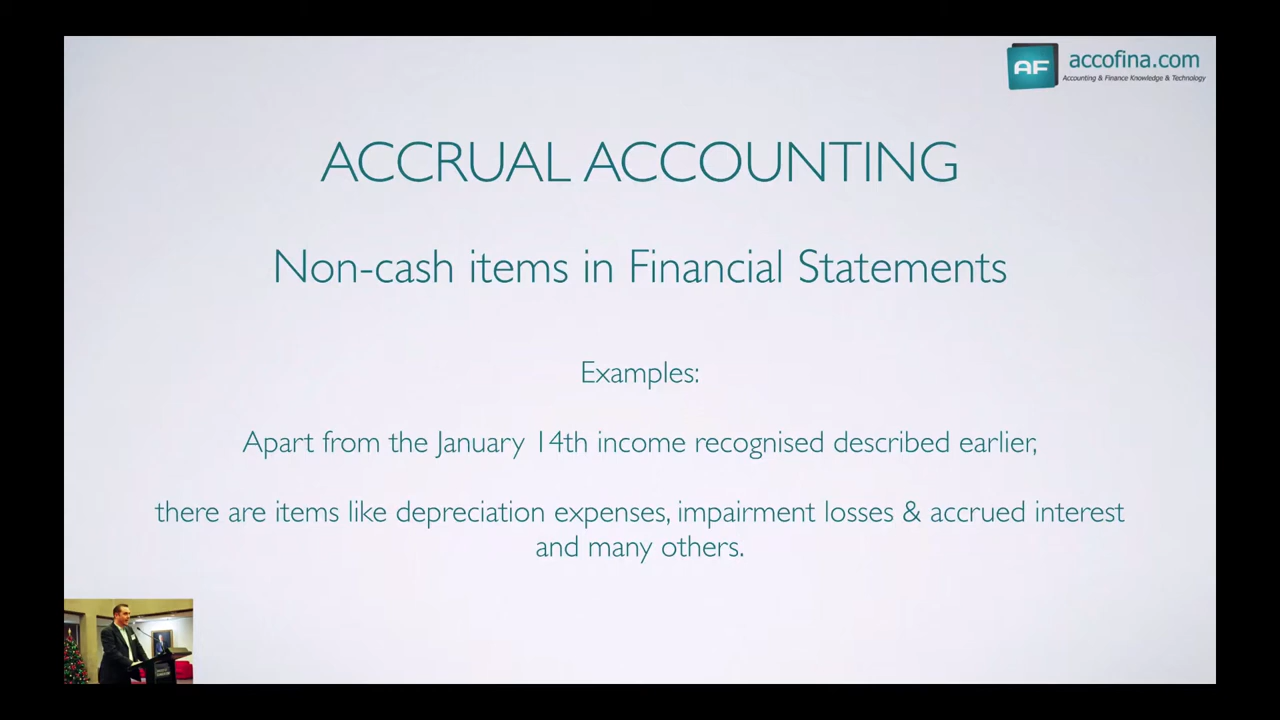 AF accofina.com
Accounting & Finance Knowledge & Technology
ACCRUAL ACCOUNTING
Non-cash items in Financial Statements
Examples:
Apart from the January 14th income recognised described earlier,
there are items like depreciation expenses, impairment losses & accrued interest
and many others.